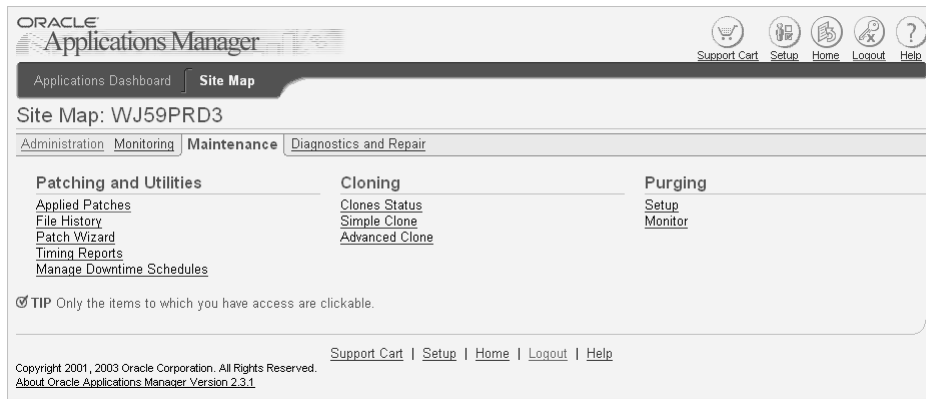 ORACLE
Applications Manager
Support Cart Setup Home Logout Help
Applications Dashboard Site Map
Site Map: WJ59PRD3
Administration Monitoring Maintenance Diagnostics and Repair
Patching and Utilities
Applied Patches
File History
Patch Wizard
Timing Reports
Manage Downtime Schedules
Cloning
Clones Status
Simple Clone
Advanced Clone
Purging
Setup
Monitor
TIP Only the items to which you have access are clickable.
Support Cart | Setup | Home | Logout | Help
Copyright 2001, 2003 Oracle Corporation. All Rights Reserved.
About Oracle Applications Manager Version 2.3.1